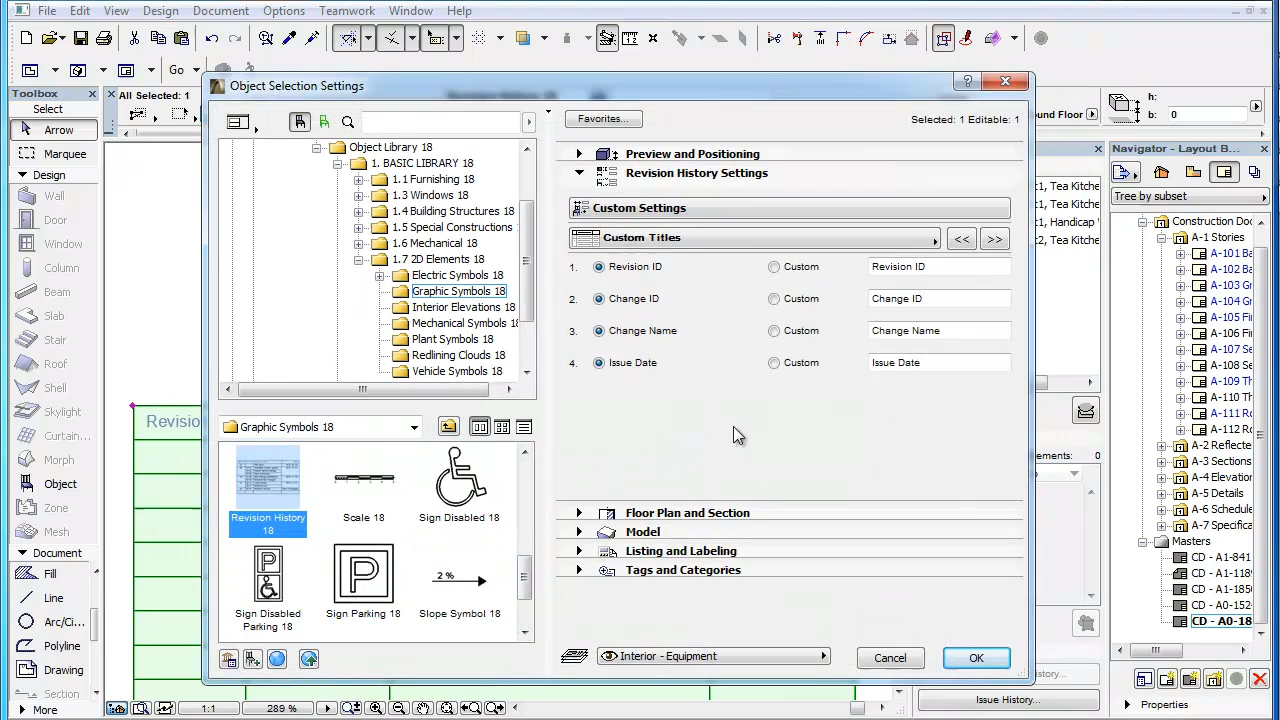 File Edit View Design Document Options Teamwork Window Help
Go
Toolbox
Select
Arrow
Marquee
Design
Wall
Door
Window
Column
Beam
Slab
Stair
Roof
Shell
Skylight
Curtain...
Morph
Object
Zone
Mesh
Document
Fill
Line
Arc/Ci...
Polyline
Drawing
Section
More
All Selected: 1
Revision
1:1
289 %
Object Selection Settings
Object Library 18
1. BASIC LIBRARY 18
1.1 Furnishing 18
1.3 Windows 18
1.4 Building Structures 18
1.5 Special Constructions
1.6 Mechanical 18
1.7 2D Elements 18
Electric Symbols 18
Graphic Symbols 18
Interior Elevations 18
Mechanical Symbols 18
Plant Symbols 18
Redlining Clouds 18
Vehicle Symbols 18
Graphic Symbols 18
Revision History 18
Scale 18
Sign Disabled 18
Sign Disabled Parking 18
Sign Parking 18
2 %
Slope Symbol 18
Favorites...
Selected: 1 Editable: 1
Preview and Positioning
Revision History Settings
Custom Settings
Custom Titles
<< >>
1. Revision ID Custom Revision ID
2. Change ID Custom Change ID
3. Change Name Custom Change Name
4. Issue Date Custom Issue Date
Floor Plan and Section
Model
Listing and Labeling
Tags and Categories
Interior - Equipment
Cancel
OK
ound Floor
h:
b: 0
t1, Tea Kitche
t2, Tea Kitche
t1, Handicap W
t2, Handicap W
ements: 0
story...
Issue History...
Navigator - Layout B...
Tree by subset
Construction Doc
A-1 Stories
A-101 Ba
A-102 Ba
A-103 Gr
A-104 Gr
A-105 Fi
A-106 Fi
A-107 Se
A-108 Se
A-109 Th
A-110 Th
A-111 Ro
A-112 Ro
A-2 Reflecte
A-3 Sections
A-4 Elevation
A-5 Details
A-6 Schedule
A-7 Specifica
Masters
CD - A1-841
CD - A1-118
CD - A1-185
CD - A0-152
CD - A0-18
Properties